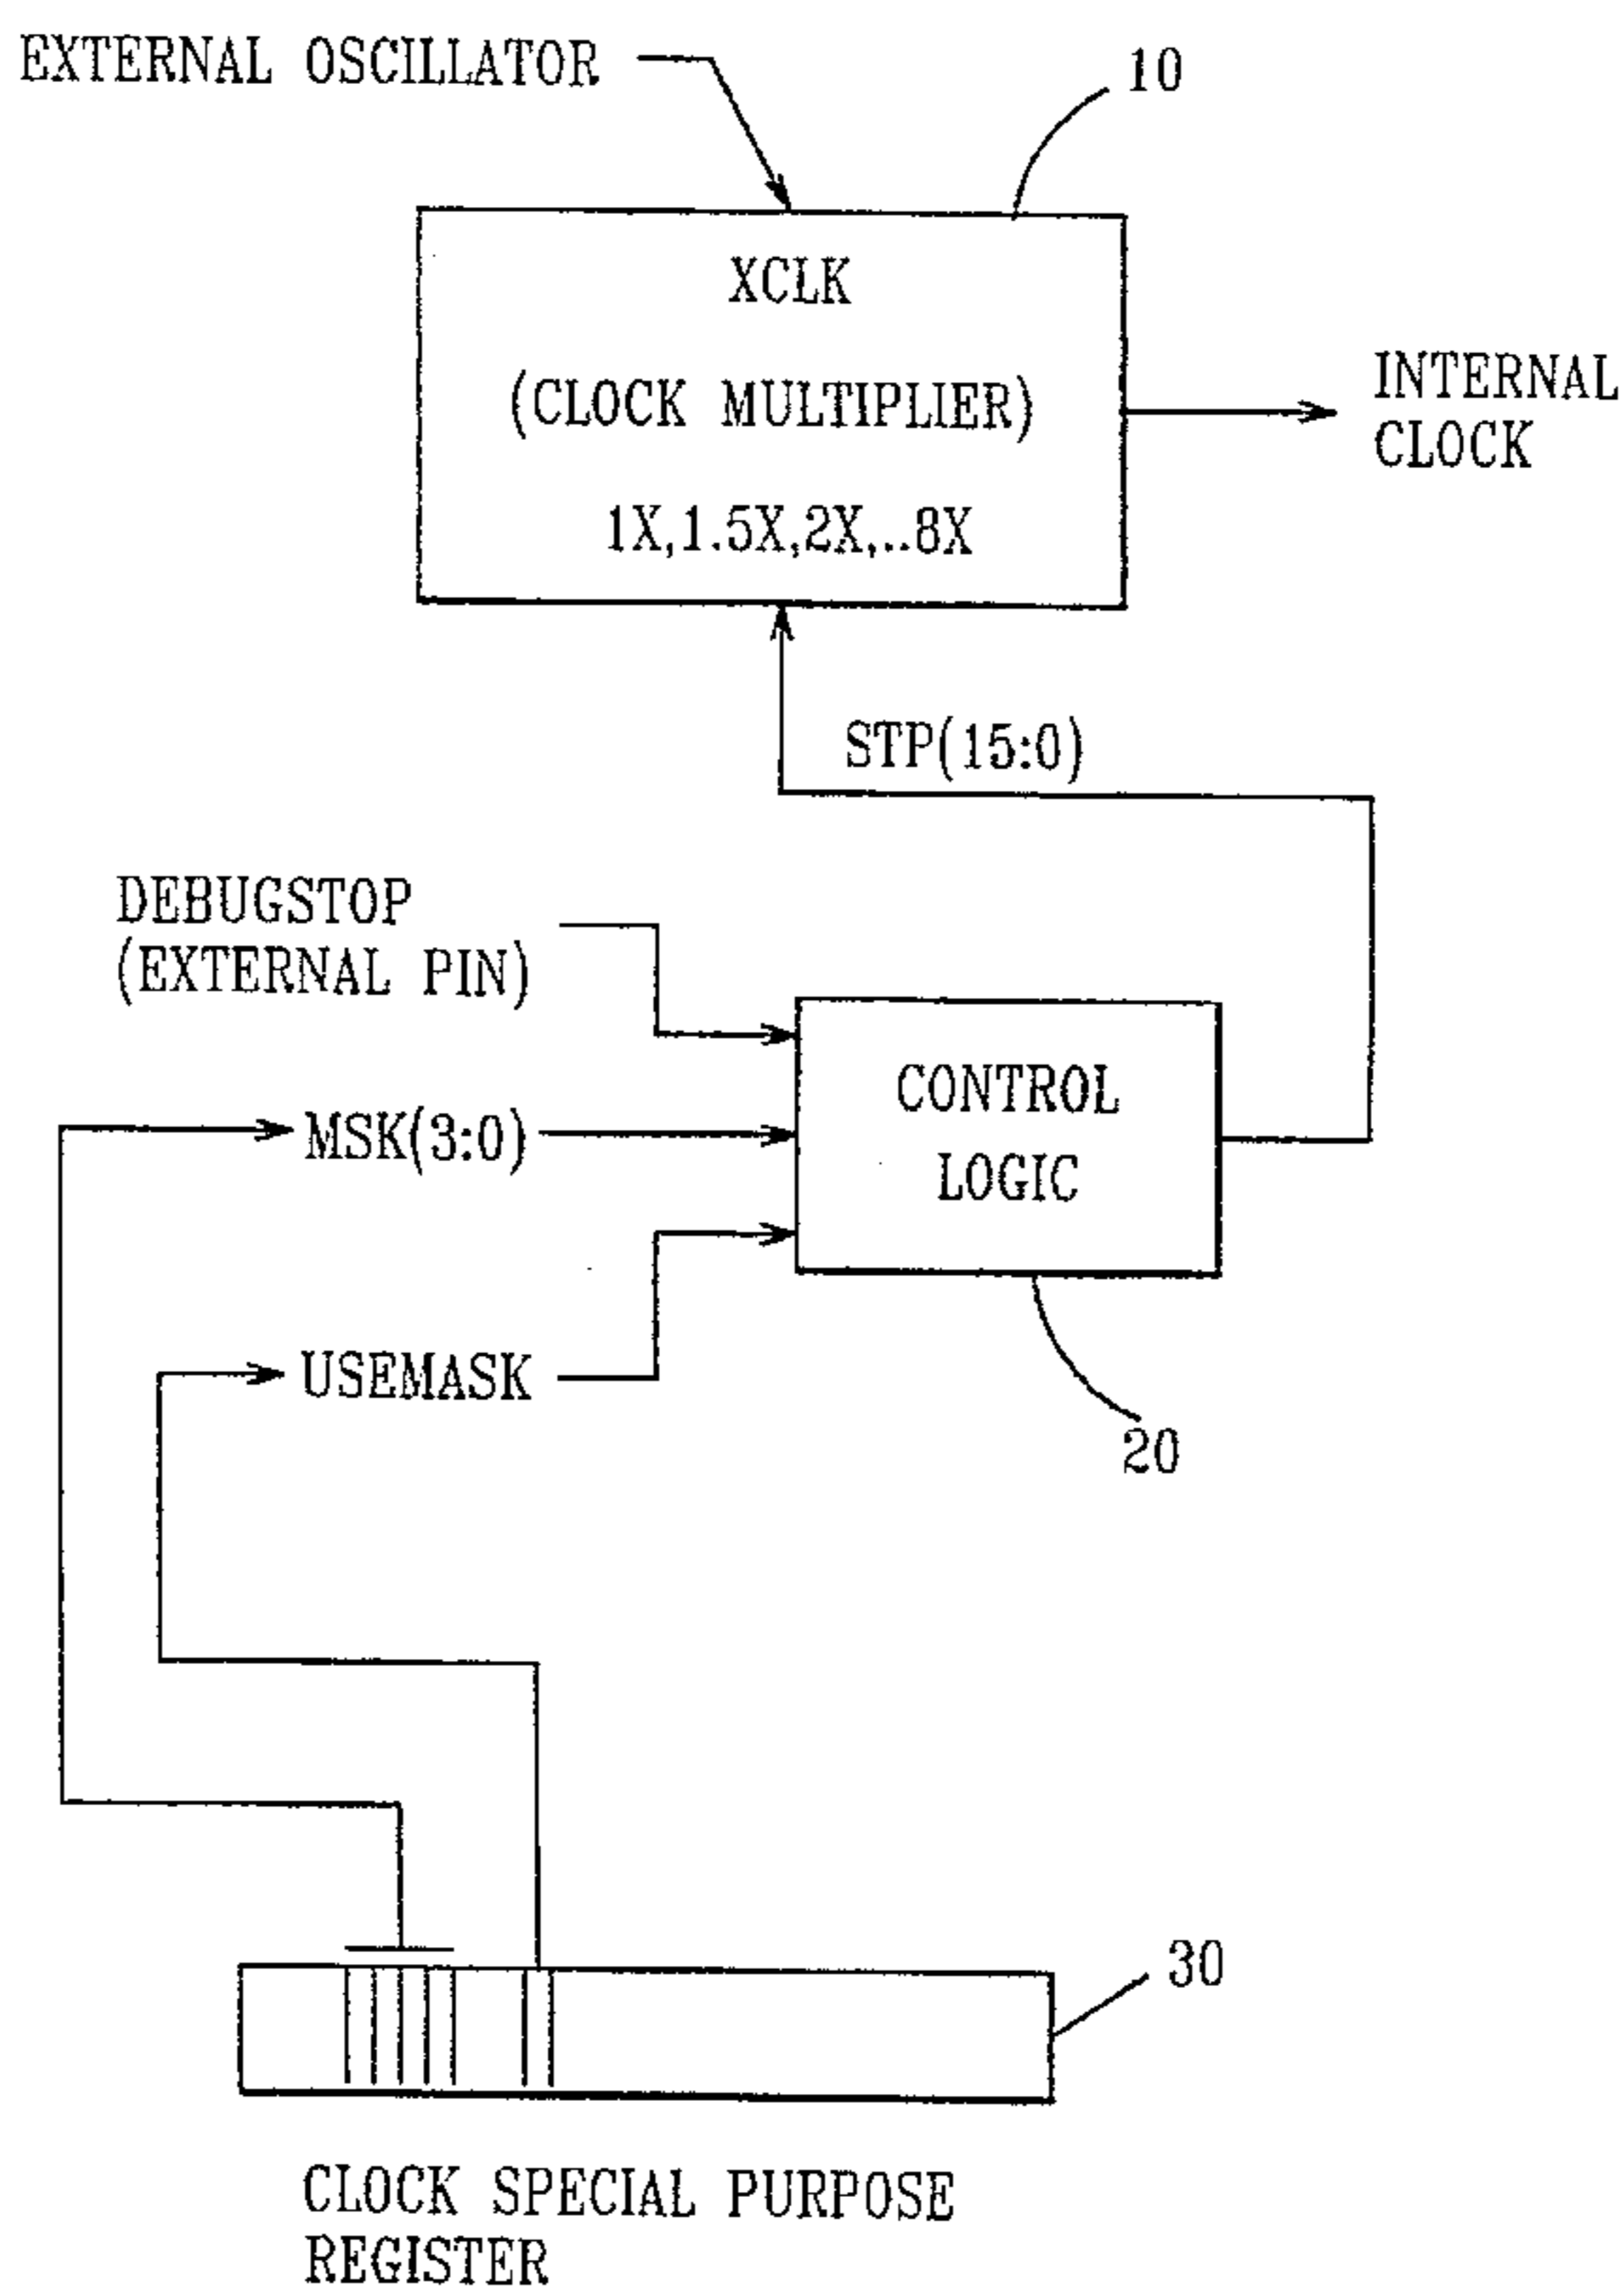 EXTERNAL OSCILLATOR
10
XCLK
(CLOCK MULTIPLIER)
1X,1.5X,2X,..8X
INTERNAL
CLOCK
STP(15:0)
DEBUGSTOP
(EXTERNAL PIN)
MSK(3:0)
CONTROL
LOGIC
USEMASK
20
30
CLOCK SPECIAL PURPOSE
REGISTER